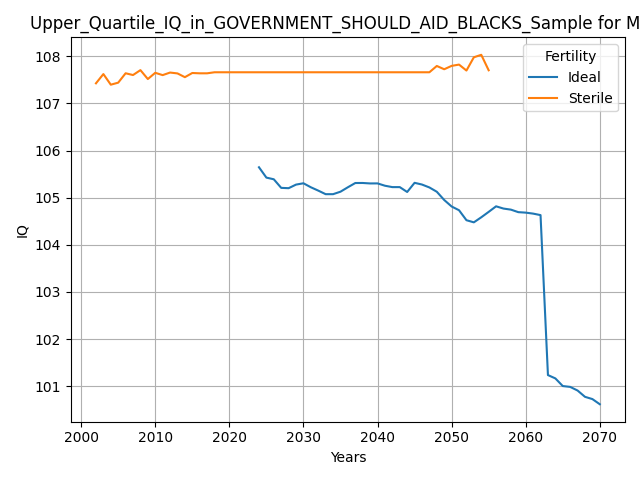 Upper_Quartile_IQ_in_GOVERNMENT_SHOULD_AID_BLACKS_Sample for M
108
107
106
105
104
103
102
101
IQ
Fertility
Ideal
Sterile
2000 2010 2020 2030 2040 2050 2060 2070
Years